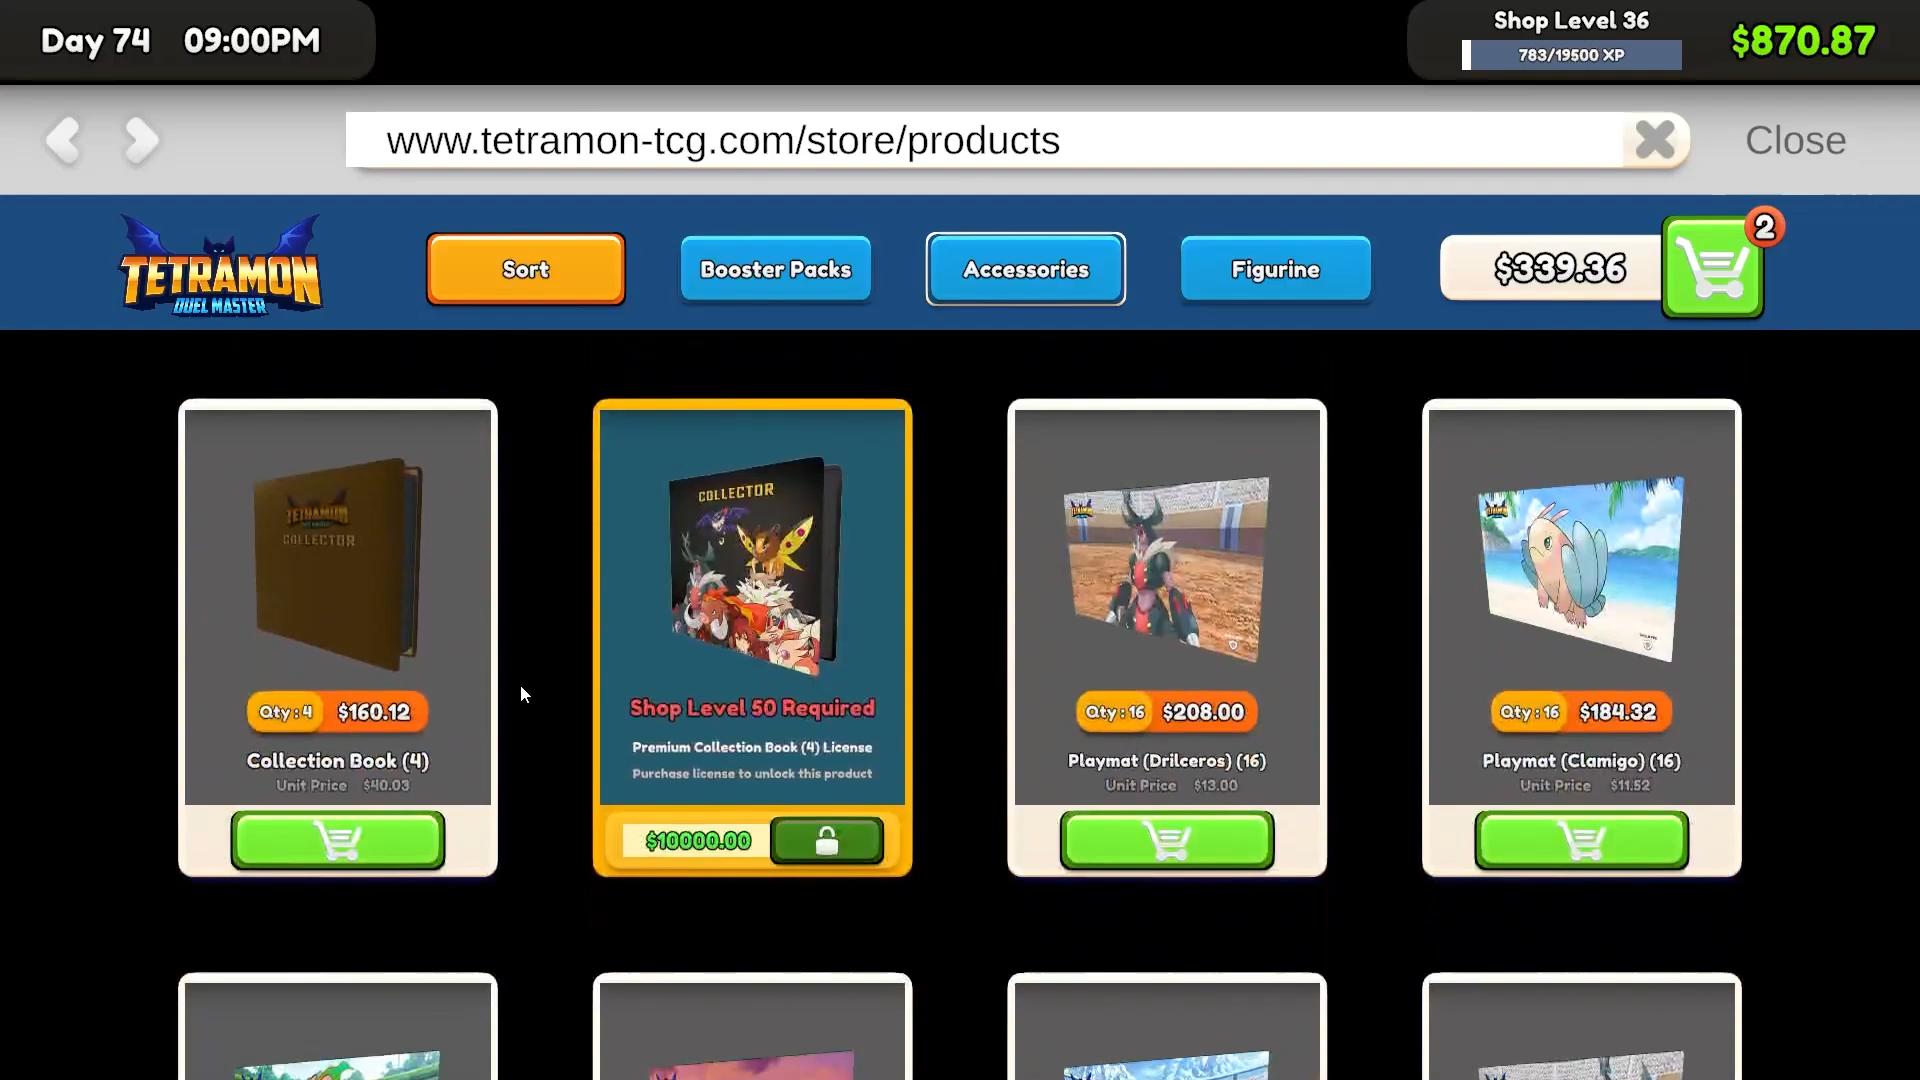 Day 74 09:00PM
Shop Level 36
783/19500 XP
$870.87
www.tetramon-tcg.com/store/products
Close
TETRAMON
DUEL MASTER
Sort
Booster Packs
Accessories
Figurine
$339.36
2
TETRAMON
COLLECTOR
Qty : 4 $160.12
Collection Book (4)
Unit Price $40.03
COLLECTOR
Shop Level 50 Required
Premium Collection Book (4) License
Purchase license to unlock this product
$10000.00
TETRAMON
Qty : 16 $208.00
Playmat (Drilceros) (16)
Unit Price $13.00
TETRAMON
Qty : 16 $184.32
Playmat (Clamigo) (16)
Unit Price $11.52